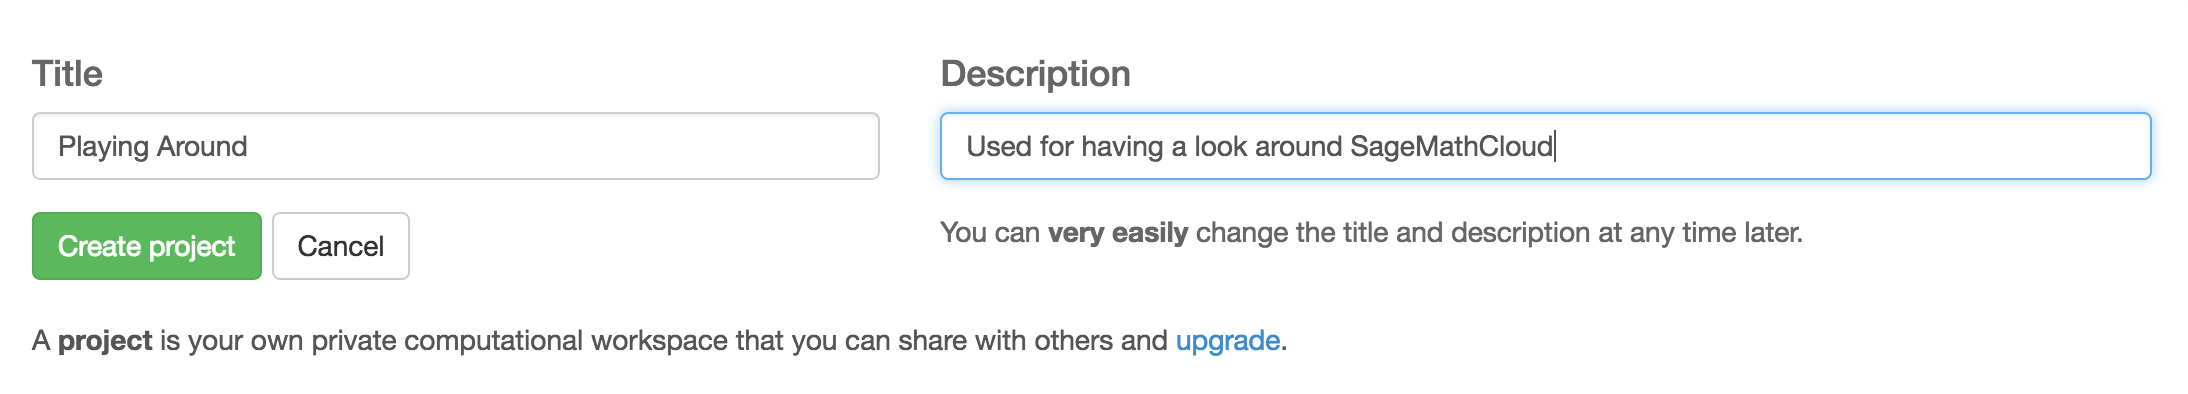 Title
Description
Playing Around
Used for having a look around SageMathCloud
Create project
Cancel
You can very easily change the title and description at any time later.
A project is your own private computational workspace that you can share with others and upgrade.